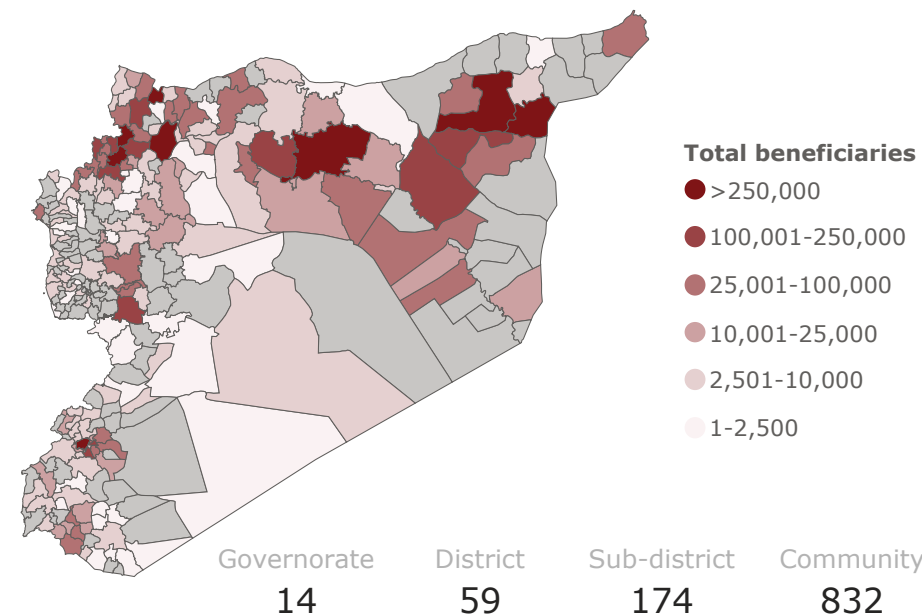 Total beneficiaries
>250,000
100,001-250,000
25,001-100,000
10,001-25,000
2,501-10,000
1-2,500
Governorate District Sub-district Community
14 59 174 832